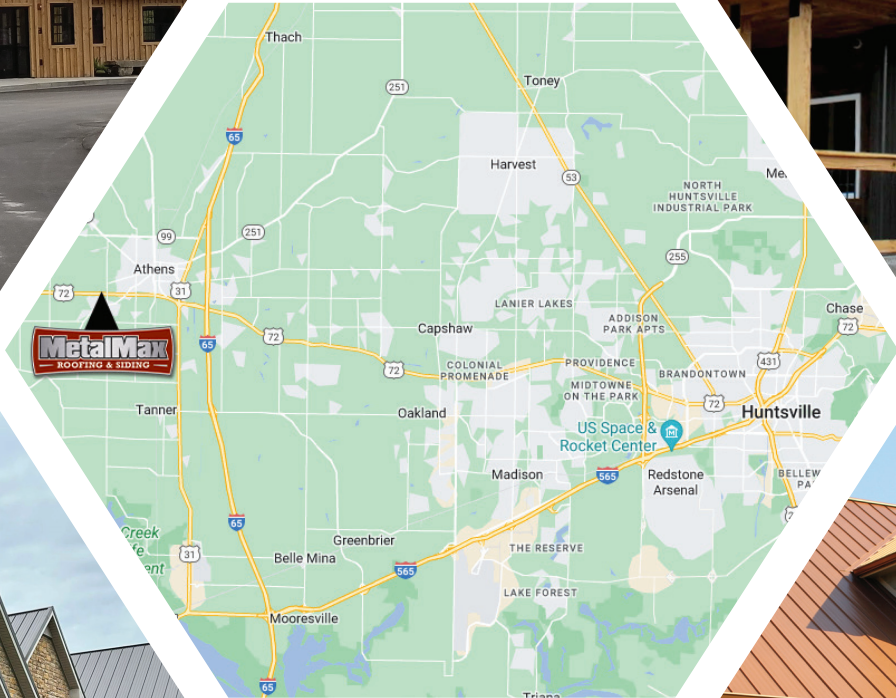 Thach
Toney
251
65
Harvest
53
NORTH
HUNTSVILLE
INDUSTRIAL PARK
99
251
255
Athens
31
72
LANIER LAKES
Chase
ADDISON
PARK APTS
72
Capshaw
72
65
MetalMax
ROOFING & SIDING
PROVIDENCE
431
COLONIAL
PROMENADE
72
BRANDONTOWN
MIDTOWNE
ON THE PARK
72
Tanner
Oakland
Huntsville
US Space &
Rocket Center
Madison
565
Redstone
Arsenal
65
Creek
Greenbrier
31
Belle Mina
565
THE RESERVE
LAKE FOREST
Mooresville
65
Triana